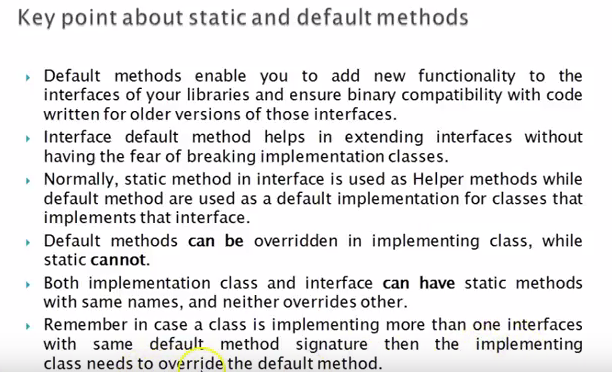 Key point about static and default methods
Default methods enable you to add new functionality to the
interfaces of your libraries and ensure binary compatibility with code
written for older versions of those interfaces.
Interface default method helps in extending interfaces without
having the fear of breaking implementation classes.
Normally, static method in interface is used as Helper methods while
default method are used as a default implementation for classes that
implements that interface.
Default methods can be overridden in implementing class, while
static cannot.
Both implementation class and interface can have static methods
with same names, and neither overrides other.
Remember in case a class is implementing more than one interfaces
with same default method signature then the implementing
class needs to override the default method.